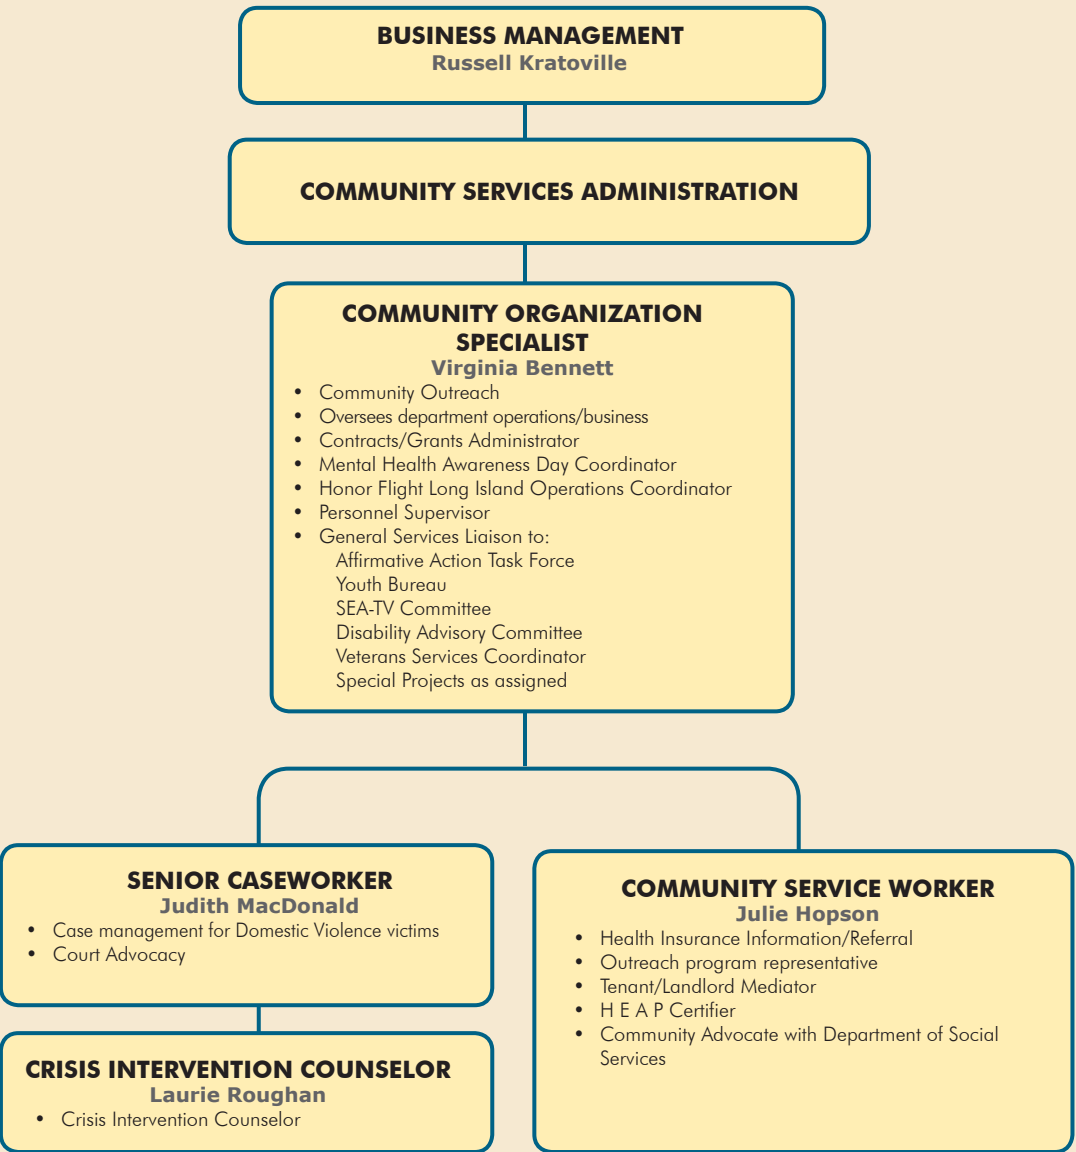 BUSINESS MANAGEMENT
Russell Kratoville
COMMUNITY SERVICES ADMINISTRATION
COMMUNITY ORGANIZATION
SPECIALIST
Virginia Bennett
• Community Outreach
• Oversees department operations/business
• Contracts/Grants Administrator
• Mental Health Awareness Day Coordinator
• Honor Flight Long Island Operations Coordinator
• Personnel Supervisor
• General Services Liaison to:
Affirmative Action Task Force
Youth Bureau
SEA-TV Committee
Disability Advisory Committee
Veterans Services Coordinator
Special Projects as assigned
SENIOR CASEWORKER
Judith MacDonald
• Case management for Domestic Violence victims
• Court Advocacy
CRISIS INTERVENTION COUNSELOR
Laurie Roughan
• Crisis Intervention Counselor
COMMUNITY SERVICE WORKER
Julie Hopson
• Health Insurance Information/Referral
• Outreach program representative
• Tenant/Landlord Mediator
• H E A P Certifier
• Community Advocate with Department of Social
Services